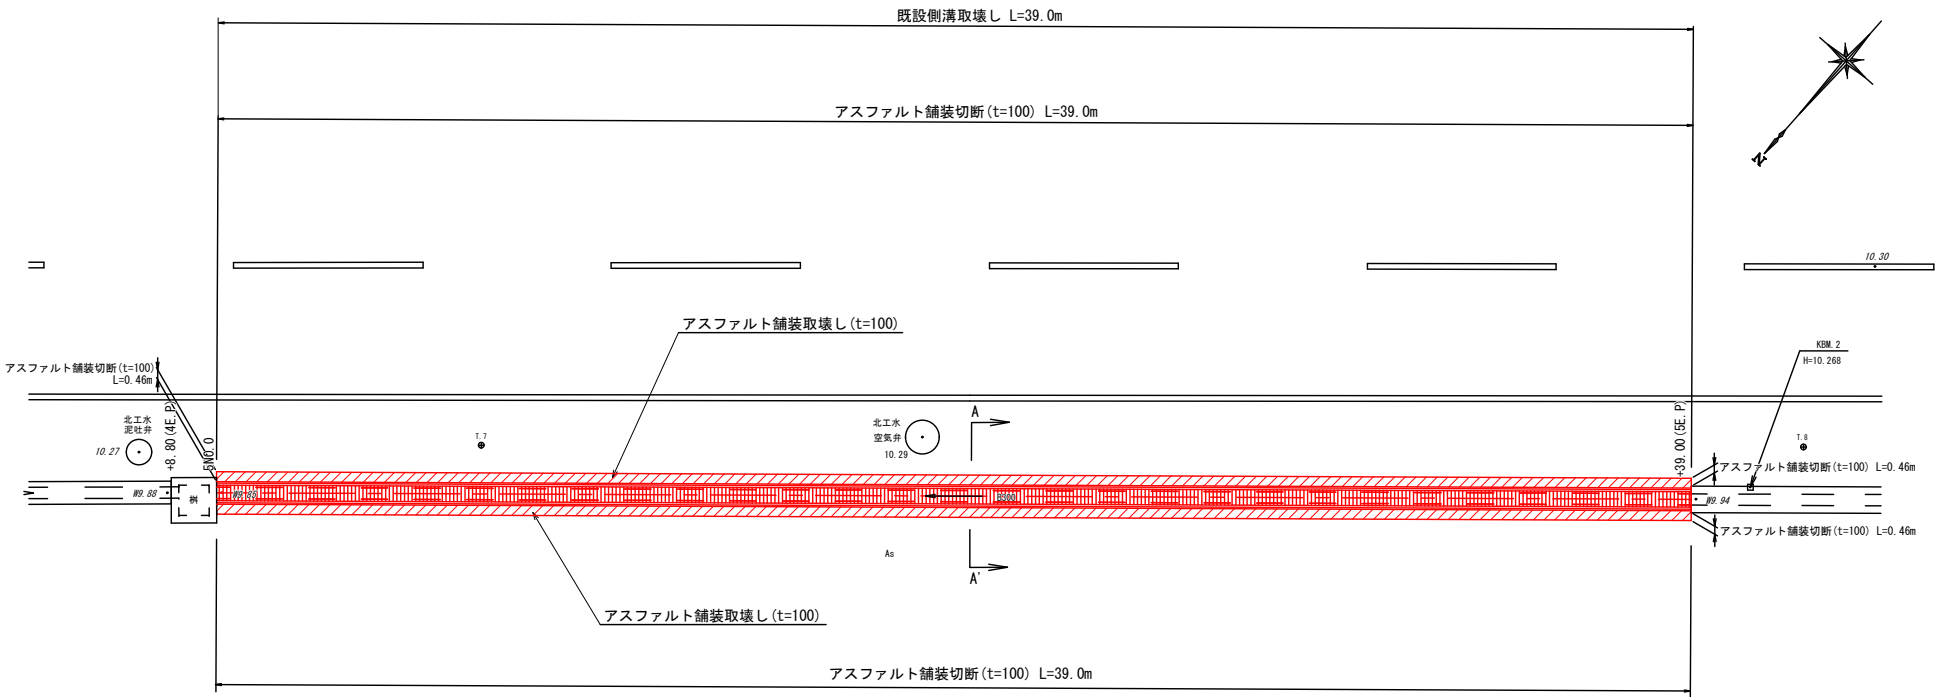 既設側溝取壊し L=39.0m
アスファルト舗装切断(t=100) L=39.0m
N
10.30
アスファルト舗装取壊し(t=100)
KBM.2
H=10.268
アスファルト舗装切断(t=100)
L=0.46m
北工水
泥吐弁
10.27
+8.80(4E.P)
5NO.0
T.7
北工水
空気弁
10.29
A
+39.00(5E.P)
T.8
アスファルト舗装切断(t=100) L=0.46m
W9.88
桝
W9.85
B500
W9.94
アスファルト舗装切断(t=100) L=0.46m
As
A'
アスファルト舗装取壊し(t=100)
アスファルト舗装切断(t=100) L=39.0m